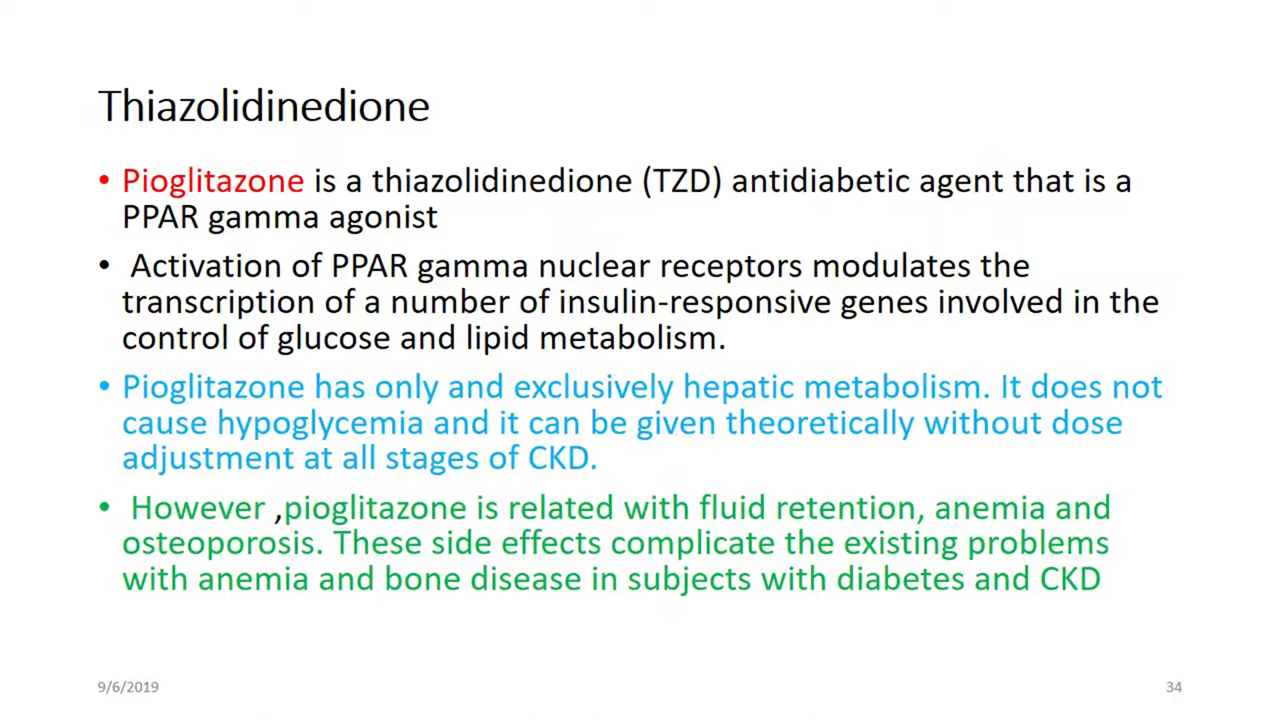 Thiazolidinedione
• Pioglitazone is a thiazolidinedione (TZD) antidiabetic agent that is a
PPAR gamma agonist
• Activation of PPAR gamma nuclear receptors modulates the
transcription of a number of insulin-responsive genes involved in the
control of glucose and lipid metabolism.
• Pioglitazone has only and exclusively hepatic metabolism. It does not
cause hypoglycemia and it can be given theoretically without dose
adjustment at all stages of CKD.
• However ,pioglitazone is related with fluid retention, anemia and
osteoporosis. These side effects complicate the existing problems
with anemia and bone disease in subjects with diabetes and CKD
9/6/2019
34